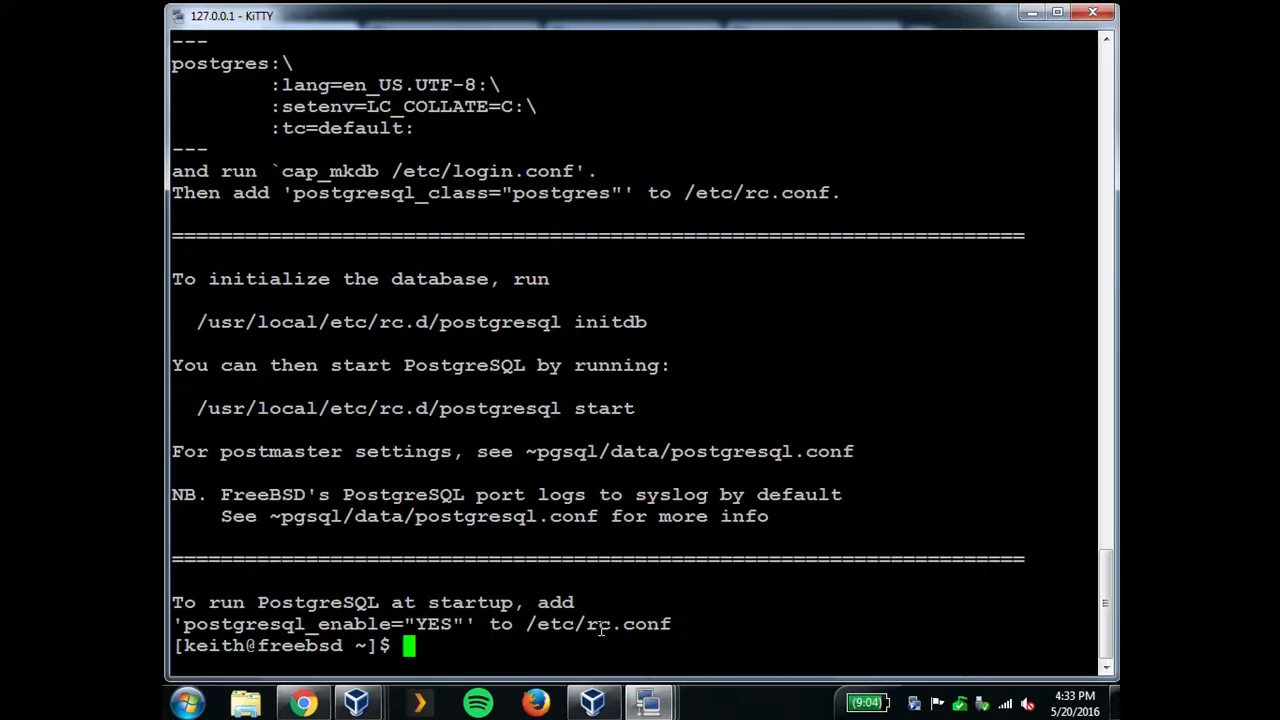 127.0.0.1 - KiTTY
---
postgres:\
:lang=en_US.UTF-8:\
:setenv=LC_COLLATE=C:\
:tc=default:
---
and run `cap_mkdb /etc/login.conf'.
Then add 'postgresql_class="postgres"' to /etc/rc.conf.
======================================================================
To initialize the database, run
/usr/local/etc/rc.d/postgresql initdb
You can then start PostgreSQL by running:
/usr/local/etc/rc.d/postgresql start
For postmaster settings, see ~pgsql/data/postgresql.conf
NB. FreeBSD's PostgreSQL port logs to syslog by default
See ~pgsql/data/postgresql.conf for more info
======================================================================
To run PostgreSQL at startup, add
'postgresql_enable="YES"' to /etc/rc.conf
[keith@freebsd ~]$
(9:04)
4:33 PM
5/20/2016